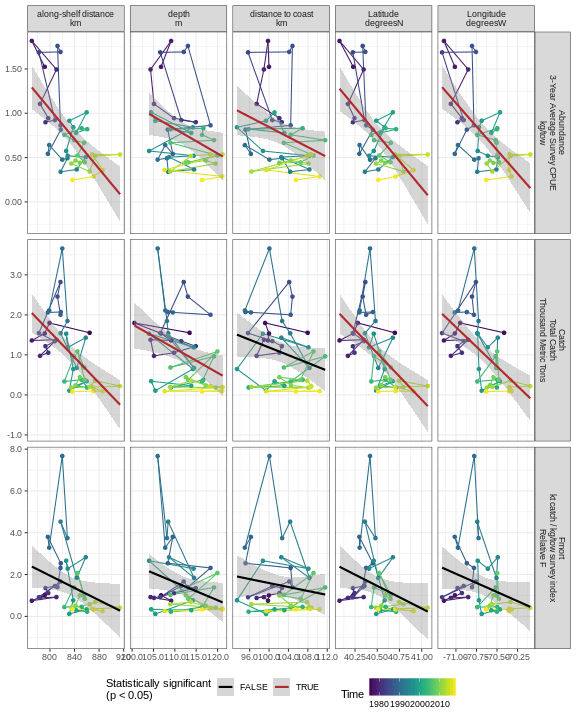 along-shelf distance
km
depth
m
distance to coast
km
Latitude
degreesN
Longitude
degreesW
1.50
1.00
0.50
0.00
Abundance
3-Year Average Survey CPUE
kg/tow
3.0
2.0
1.0
0.0
-1.0
Catch
Total Catch
Thousand Metric Tons
8.0
6.0
4.0
2.0
0.0
Fmort
kt catch / kg/tow survey index
Relative F
800 840 880 920
100.0 105.0 110.0 115.0 120.0
96.0 100.0 104.0 108.0 112.0
40.25 40.50 40.75 41.00
-71.00 -70.75 -70.50 -70.25
Statistically significant
(p < 0.05)
FALSE
TRUE
Time
1980 1990 2000 2010